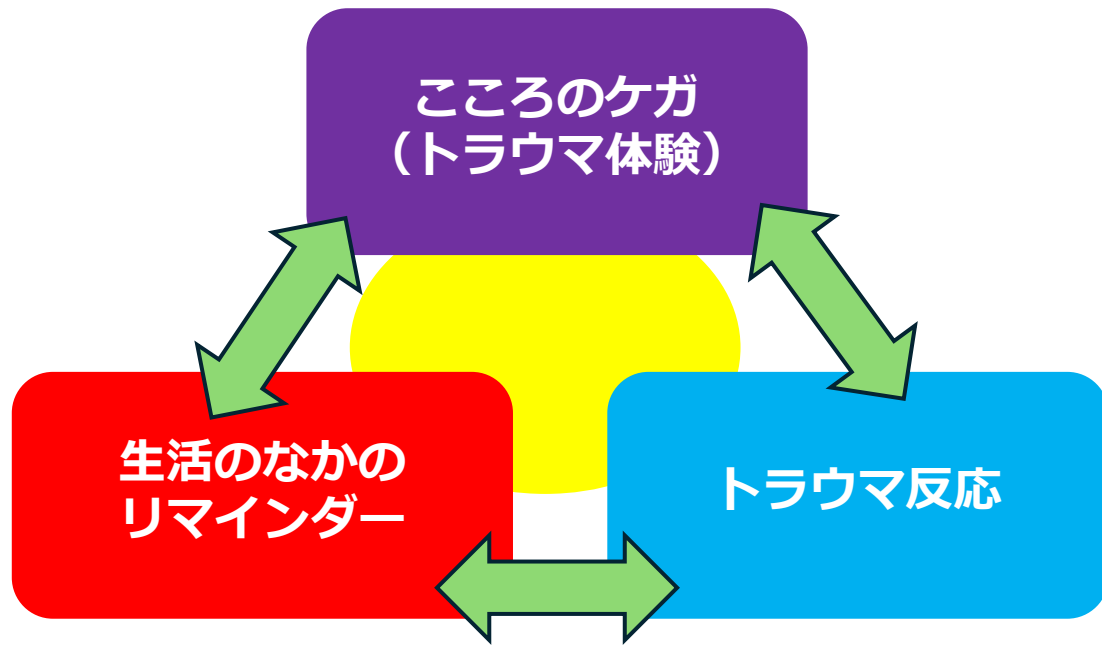 こころのケガ
（トラウマ体験）
生活のなかの
リマインダー
トラウマ反応